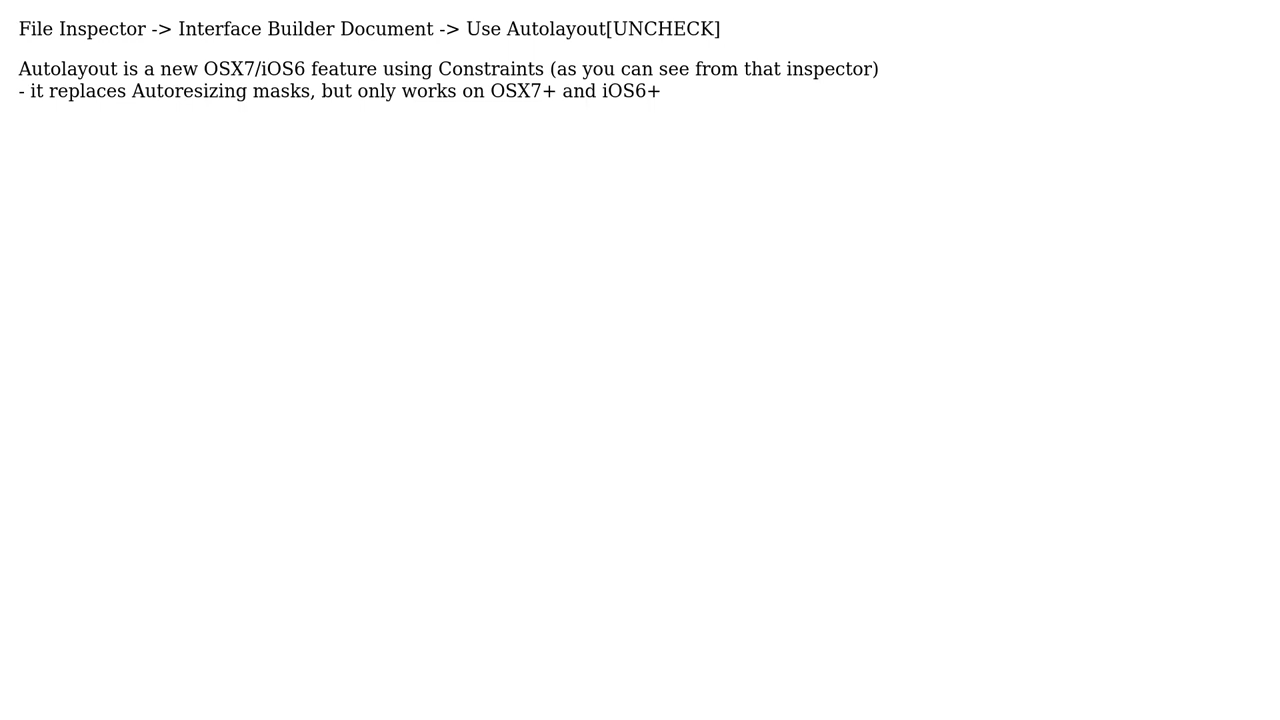 File Inspector -> Interface Builder Document -> Use Autolayout[UNCHECK]
Autolayout is a new OSX7/iOS6 feature using Constraints (as you can see from that inspector)
- it replaces Autoresizing masks, but only works on OSX7+ and iOS6+